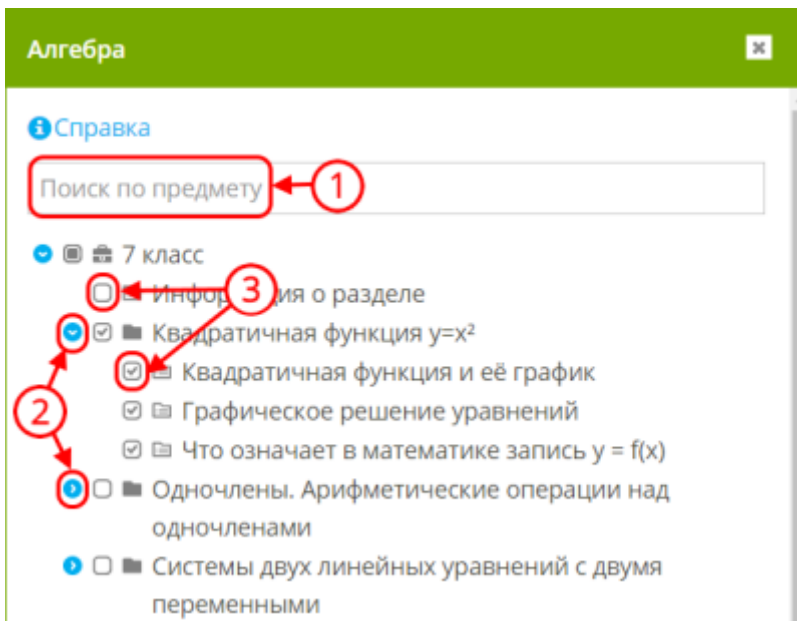 Алгебра
Справка
Поиск по предмету
1
7 класс
3
Информация о разделе
Квадратичная функция y=x²
Квадратичная функция и её график
2
Графическое решение уравнений
Что означает в математике запись y = f(x)
Одночлены. Арифметические операции над
одночленами
Системы двух линейных уравнений с двумя
переменными